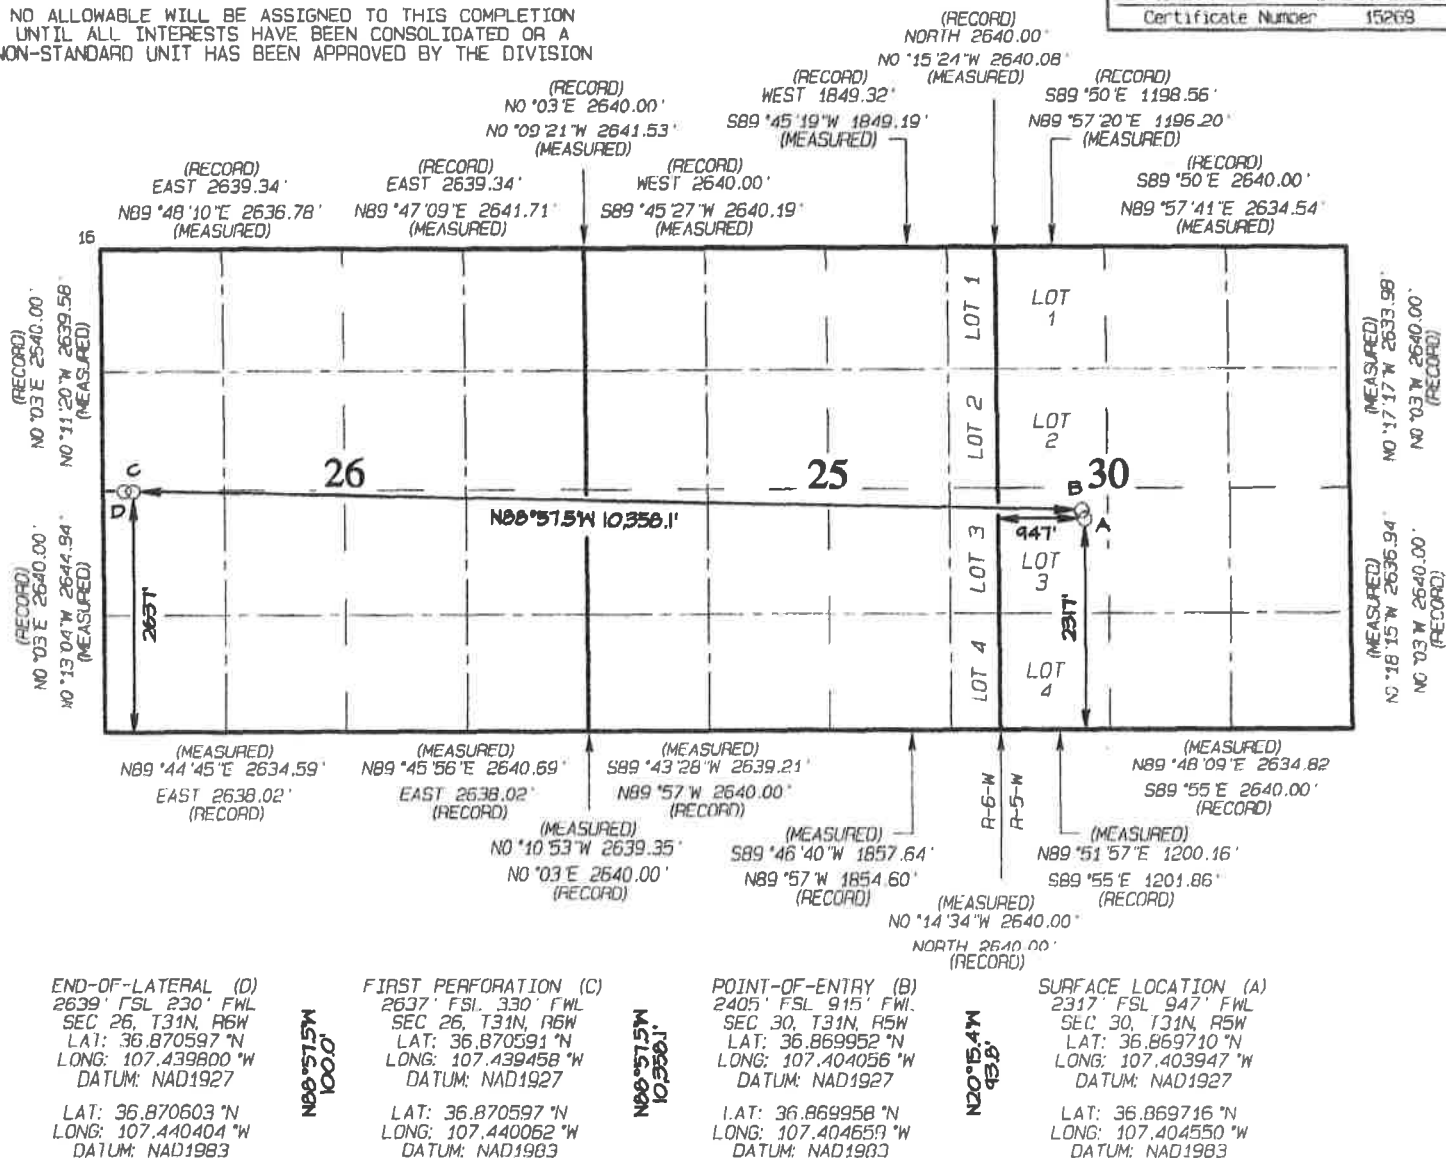 NO ALLOWABLE WILL BE ASSIGNED TO THIS COMPLETION
UNTIL ALL INTERESTS HAVE BEEN CONSOLIDATED OR A
NON-STANDARD UNIT HAS BEEN APPROVED BY THE DIVISION
Certificate Number 15269
(RECORD)
NORTH 2640.00'
N0°15'24"W 2640.08'
(MEASURED)
(RECORD)
N0°03'E 2640.00'
N0°09'21"W 2641.53'
(MEASURED)
(RECORD)
WEST 1849.32'
S89°45'19"W 1849.19'
(MEASURED)
(RECORD)
S89°50'E 1198.56'
N89°57'20"E 1196.20'
(MEASURED)
(RECORD)
EAST 2639.34'
N89°48'10"E 2636.78'
(MEASURED)
(RECORD)
EAST 2639.34'
N89°47'09"E 2641.71'
(MEASURED)
(RECORD)
WEST 2640.00'
S89°45'27"W 2640.19'
(MEASURED)
(RECORD)
S89°50'E 2640.00'
N89°57'41"E 2634.54'
(MEASURED)
16
(RECORD)
N0°03'E 2640.00'
N0°11'20"W 2639.58'
(MEASURED)
(RECORD)
N0°03'E 2640.00'
N0°13'04"W 2644.94'
(MEASURED)
LOT 1
LOT 2
LOT 3
LOT 4
LOT
1
LOT
2
LOT
3
LOT
4
26
25
30
C
D
B
A
N88°57.5'W 10,358.1'
947'
2637'
2317'
(MEASURED)
N0°17'17"W 2633.98'
N0°03'W 2640.00'
(RECORD)
(MEASURED)
N0°18'15"W 2636.94'
N0°03'W 2640.00'
(RECORD)
(MEASURED)
N89°44'45"E 2634.59'
EAST 2638.02'
(RECORD)
(MEASURED)
N89°45'56"E 2640.69'
EAST 2638.02'
(RECORD)
(MEASURED)
S89°43'28"W 2639.21'
N89°57'W 2640.00'
(RECORD)
(MEASURED)
N89°48'09"E 2634.82
S89°55'E 2640.00'
(RECORD)
R-6-W
R-5-W
(MEASURED)
N0°10'53"W 2639.35'
N0°03'E 2640.00'
(RECORD)
(MEASURED)
S89°46'40"W 1857.64'
N89°57'W 1854.60'
(RECORD)
(MEASURED)
N89°51'57"E 1200.16'
S89°55'E 1201.86'
(RECORD)
(MEASURED)
N0°14'34"W 2640.00'
NORTH 2640.00'
(RECORD)
END-OF-LATERAL (D)
2639' FSL 230' FWL
SEC 26, T31N, R6W
LAT: 36.870597°N
LONG: 107.439800°W
DATUM: NAD1927
LAT: 36.870603°N
LONG: 107.440404°W
DATUM: NAD1983
N88°57.5'W
100.0'
FIRST PERFORATION (C)
2637' FSL 330' FWL
SEC 26, T31N, R6W
LAT: 36.870591°N
LONG: 107.439458°W
DATUM: NAD1927
LAT: 36.870597°N
LONG: 107.440062°W
DATUM: NAD1983
N88°57.5'W
10,358.1'
POINT-OF-ENTRY (B)
2405' FSL 915' FWL
SEC 30, T31N, R5W
LAT: 36.869952°N
LONG: 107.404056°W
DATUM: NAD1927
LAT: 36.869958°N
LONG: 107.404659°W
DATUM: NAD1983
N20°15.4'W
93.8'
SURFACE LOCATION (A)
2317' FSL 947' FWL
SEC 30, T31N, R5W
LAT: 36.869710°N
LONG: 107.403947°W
DATUM: NAD1927
LAT: 36.869716°N
LONG: 107.404550°W
DATUM: NAD1983